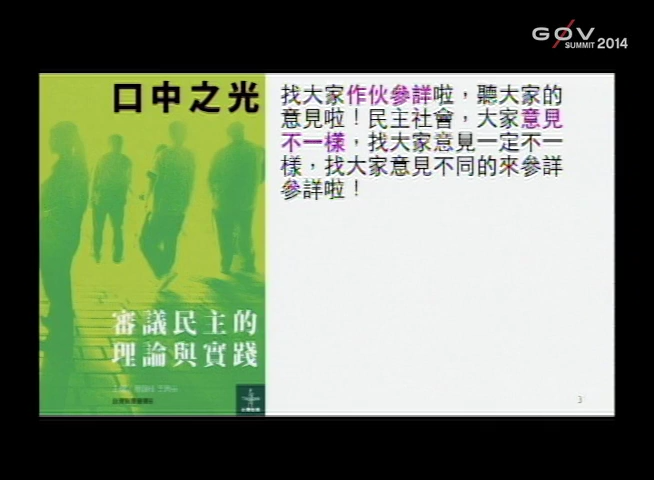 GOV
SUMMIT 2014
口中之光
審議民主的
理論與實踐
找大家作伙參詳啦，聽大家的
意見啦！民主社會，大家意見
不一樣，找大家意見一定不一
樣，找大家意見不同的來參詳
參詳啦！
3